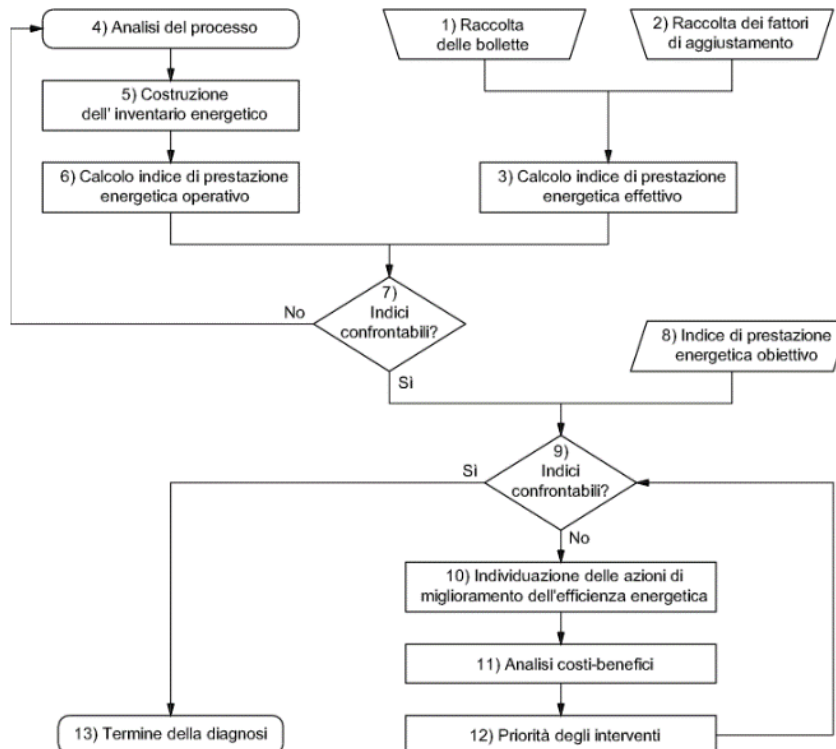 4) Analisi del processo
1) Raccolta
delle bollette
2) Raccolta dei fattori
di aggiustamento
5) Costruzione
dell' inventario energetico
6) Calcolo indice di prestazione
energetica operativo
3) Calcolo indice di prestazione
energetica effettivo
7)
Indici
confrontabili?
No
Sì
8) Indice di prestazione
energetica obiettivo
9)
Indici
confrontabili?
Sì
No
10) Individuazione delle azioni di
miglioramento dell'efficienza energetica
11) Analisi costi-benefici
12) Priorità degli interventi
13) Termine della diagnosi